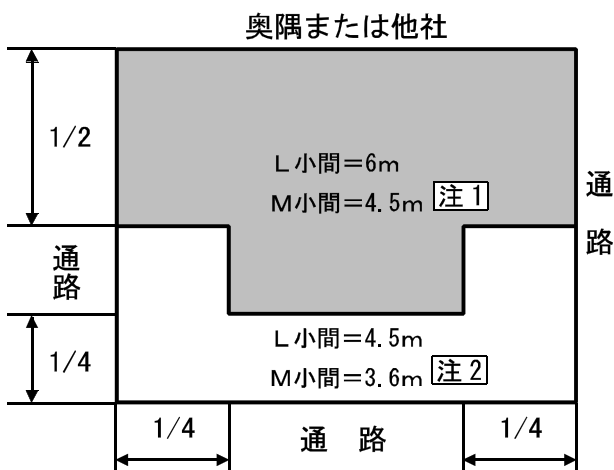 奥隅または他社
1/2
L小間=6m
M小間=4.5m 注1
通路
通路
L小間=4.5m
M小間=3.6m 注2
1/4
1/4
通 路
1/4